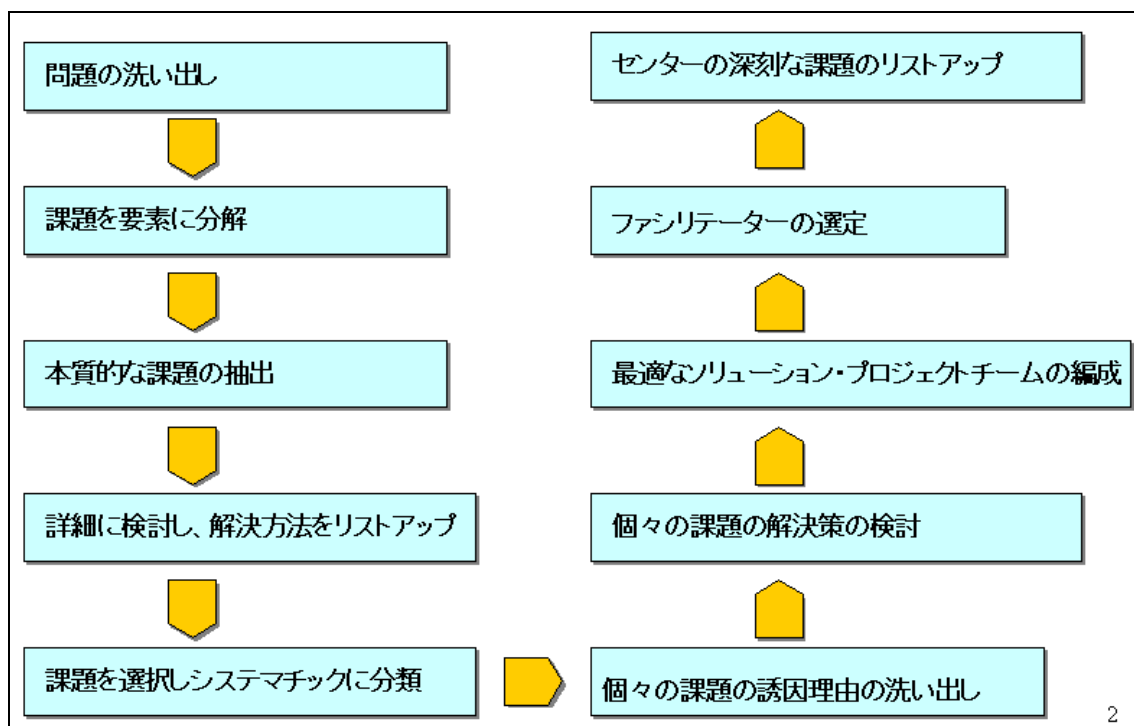 問題の洗い出し
課題を要素に分解
本質的な課題の抽出
詳細に検討し、解決方法をリストアップ
課題を選択しシステマチックに分類
個々の課題の誘因理由の洗い出し
個々の課題の解決策の検討
最適なソリューション・プロジェクトチームの編成
ファシリテーターの選定
センターの深刻な課題のリストアップ
2